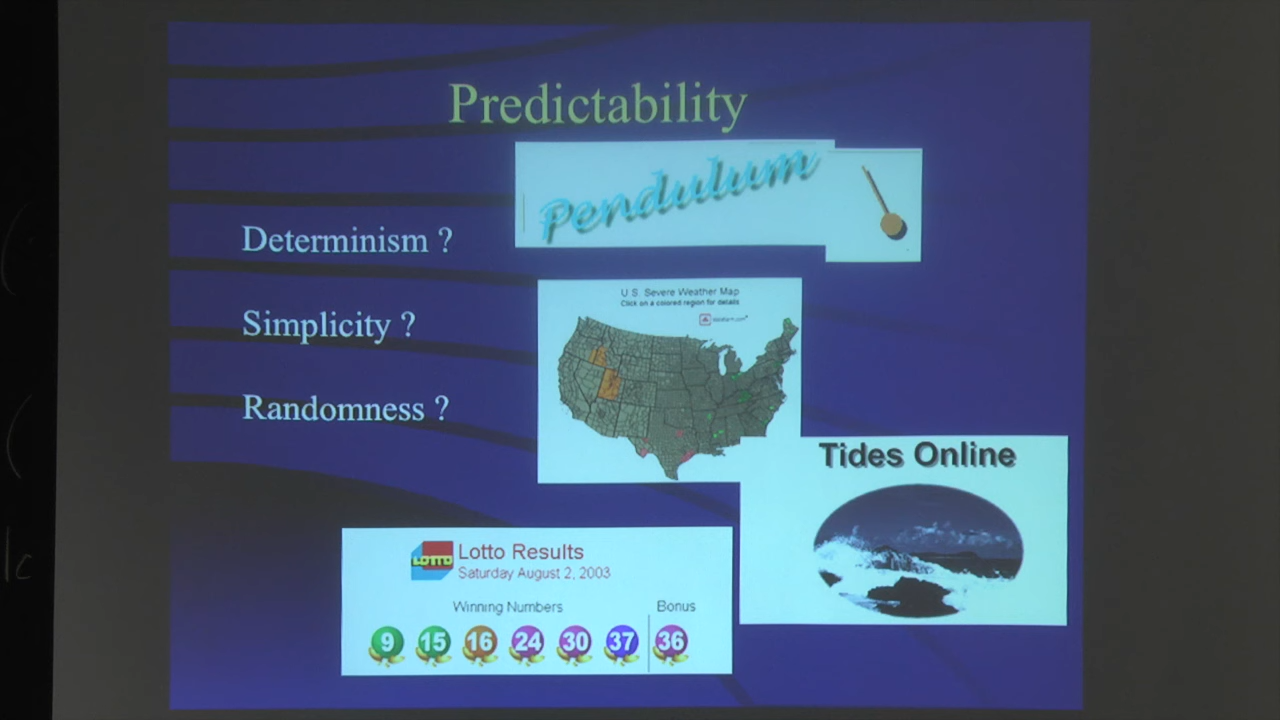 Predictability
Pendulum
Determinism ?
Simplicity ?
Randomness ?
U.S. Severe Weather Map
Click on a colored region for details
Tides Online
LOTTO
Lotto Results
Saturday August 2, 2003
Winning Numbers
Bonus
9 15 16 24 30 37 36